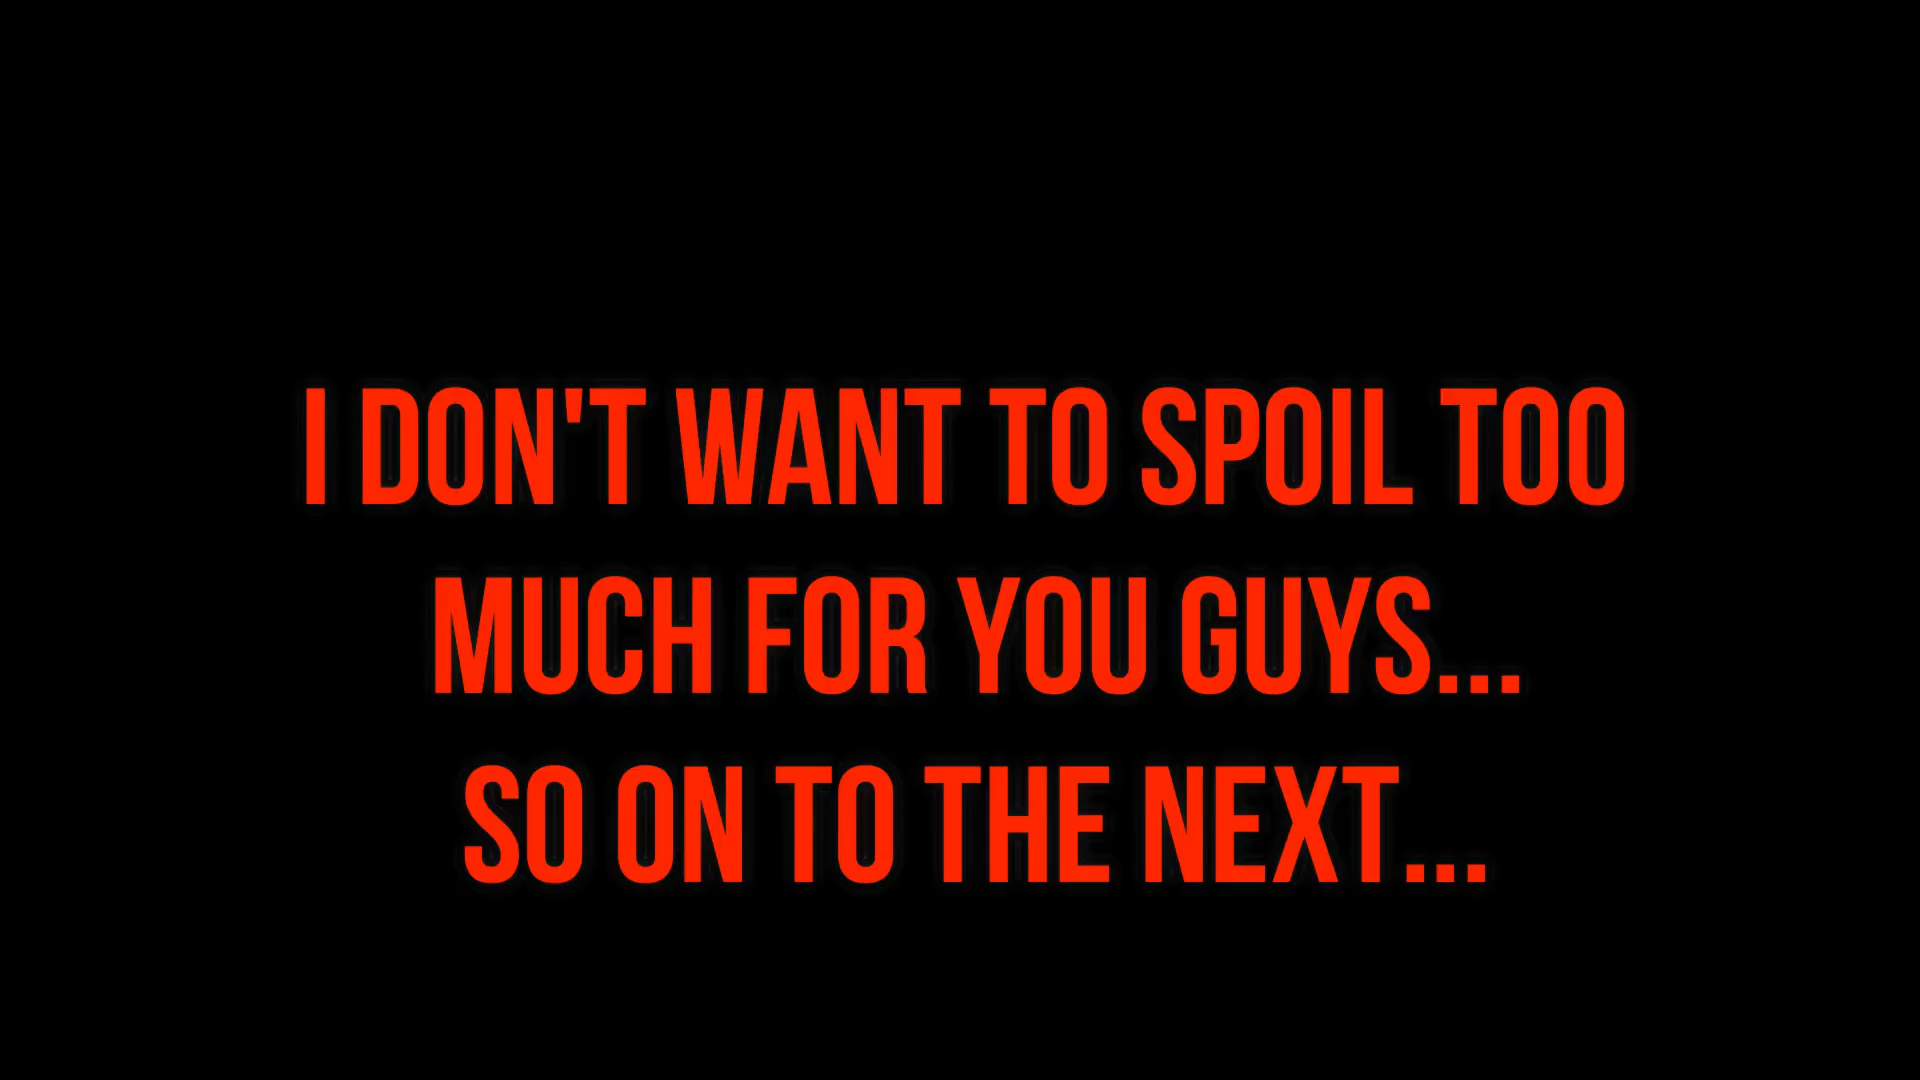 I DON'T WANT TO SPOIL TOO
MUCH FOR YOU GUYS...
SO ON TO THE NEXT...